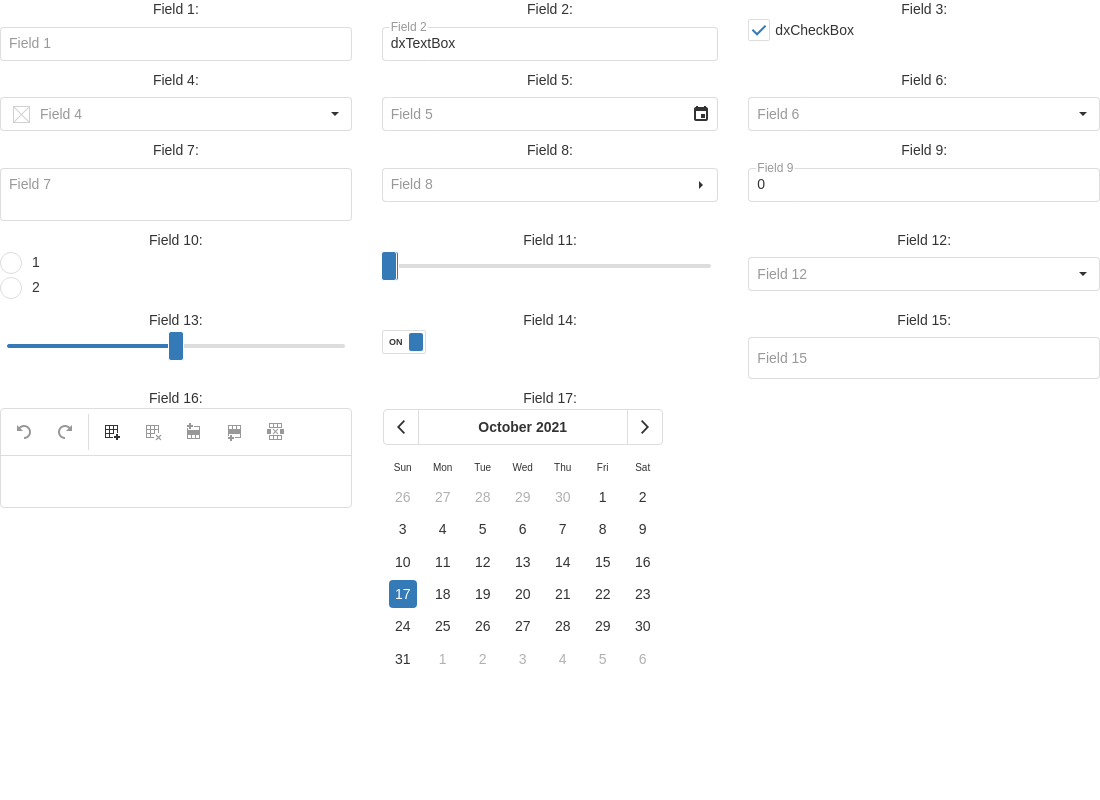 Field 1:
Field 2:
Field 3:
Field 1
Field 2
dxTextBox
dxCheckBox
Field 4:
Field 5:
Field 6:
Field 4
Field 5
Field 6
Field 7:
Field 8:
Field 9:
Field 7
Field 8
Field 9
0
Field 10:
Field 11:
Field 12:
1
2
Field 12
Field 13:
Field 14:
Field 15:
ON
Field 15
Field 16:
Field 17:
October 2021
Sun Mon Tue Wed Thu Fri Sat
26 27 28 29 30 1 2
3 4 5 6 7 8 9
10 11 12 13 14 15 16
17 18 19 20 21 22 23
24 25 26 27 28 29 30
31 1 2 3 4 5 6